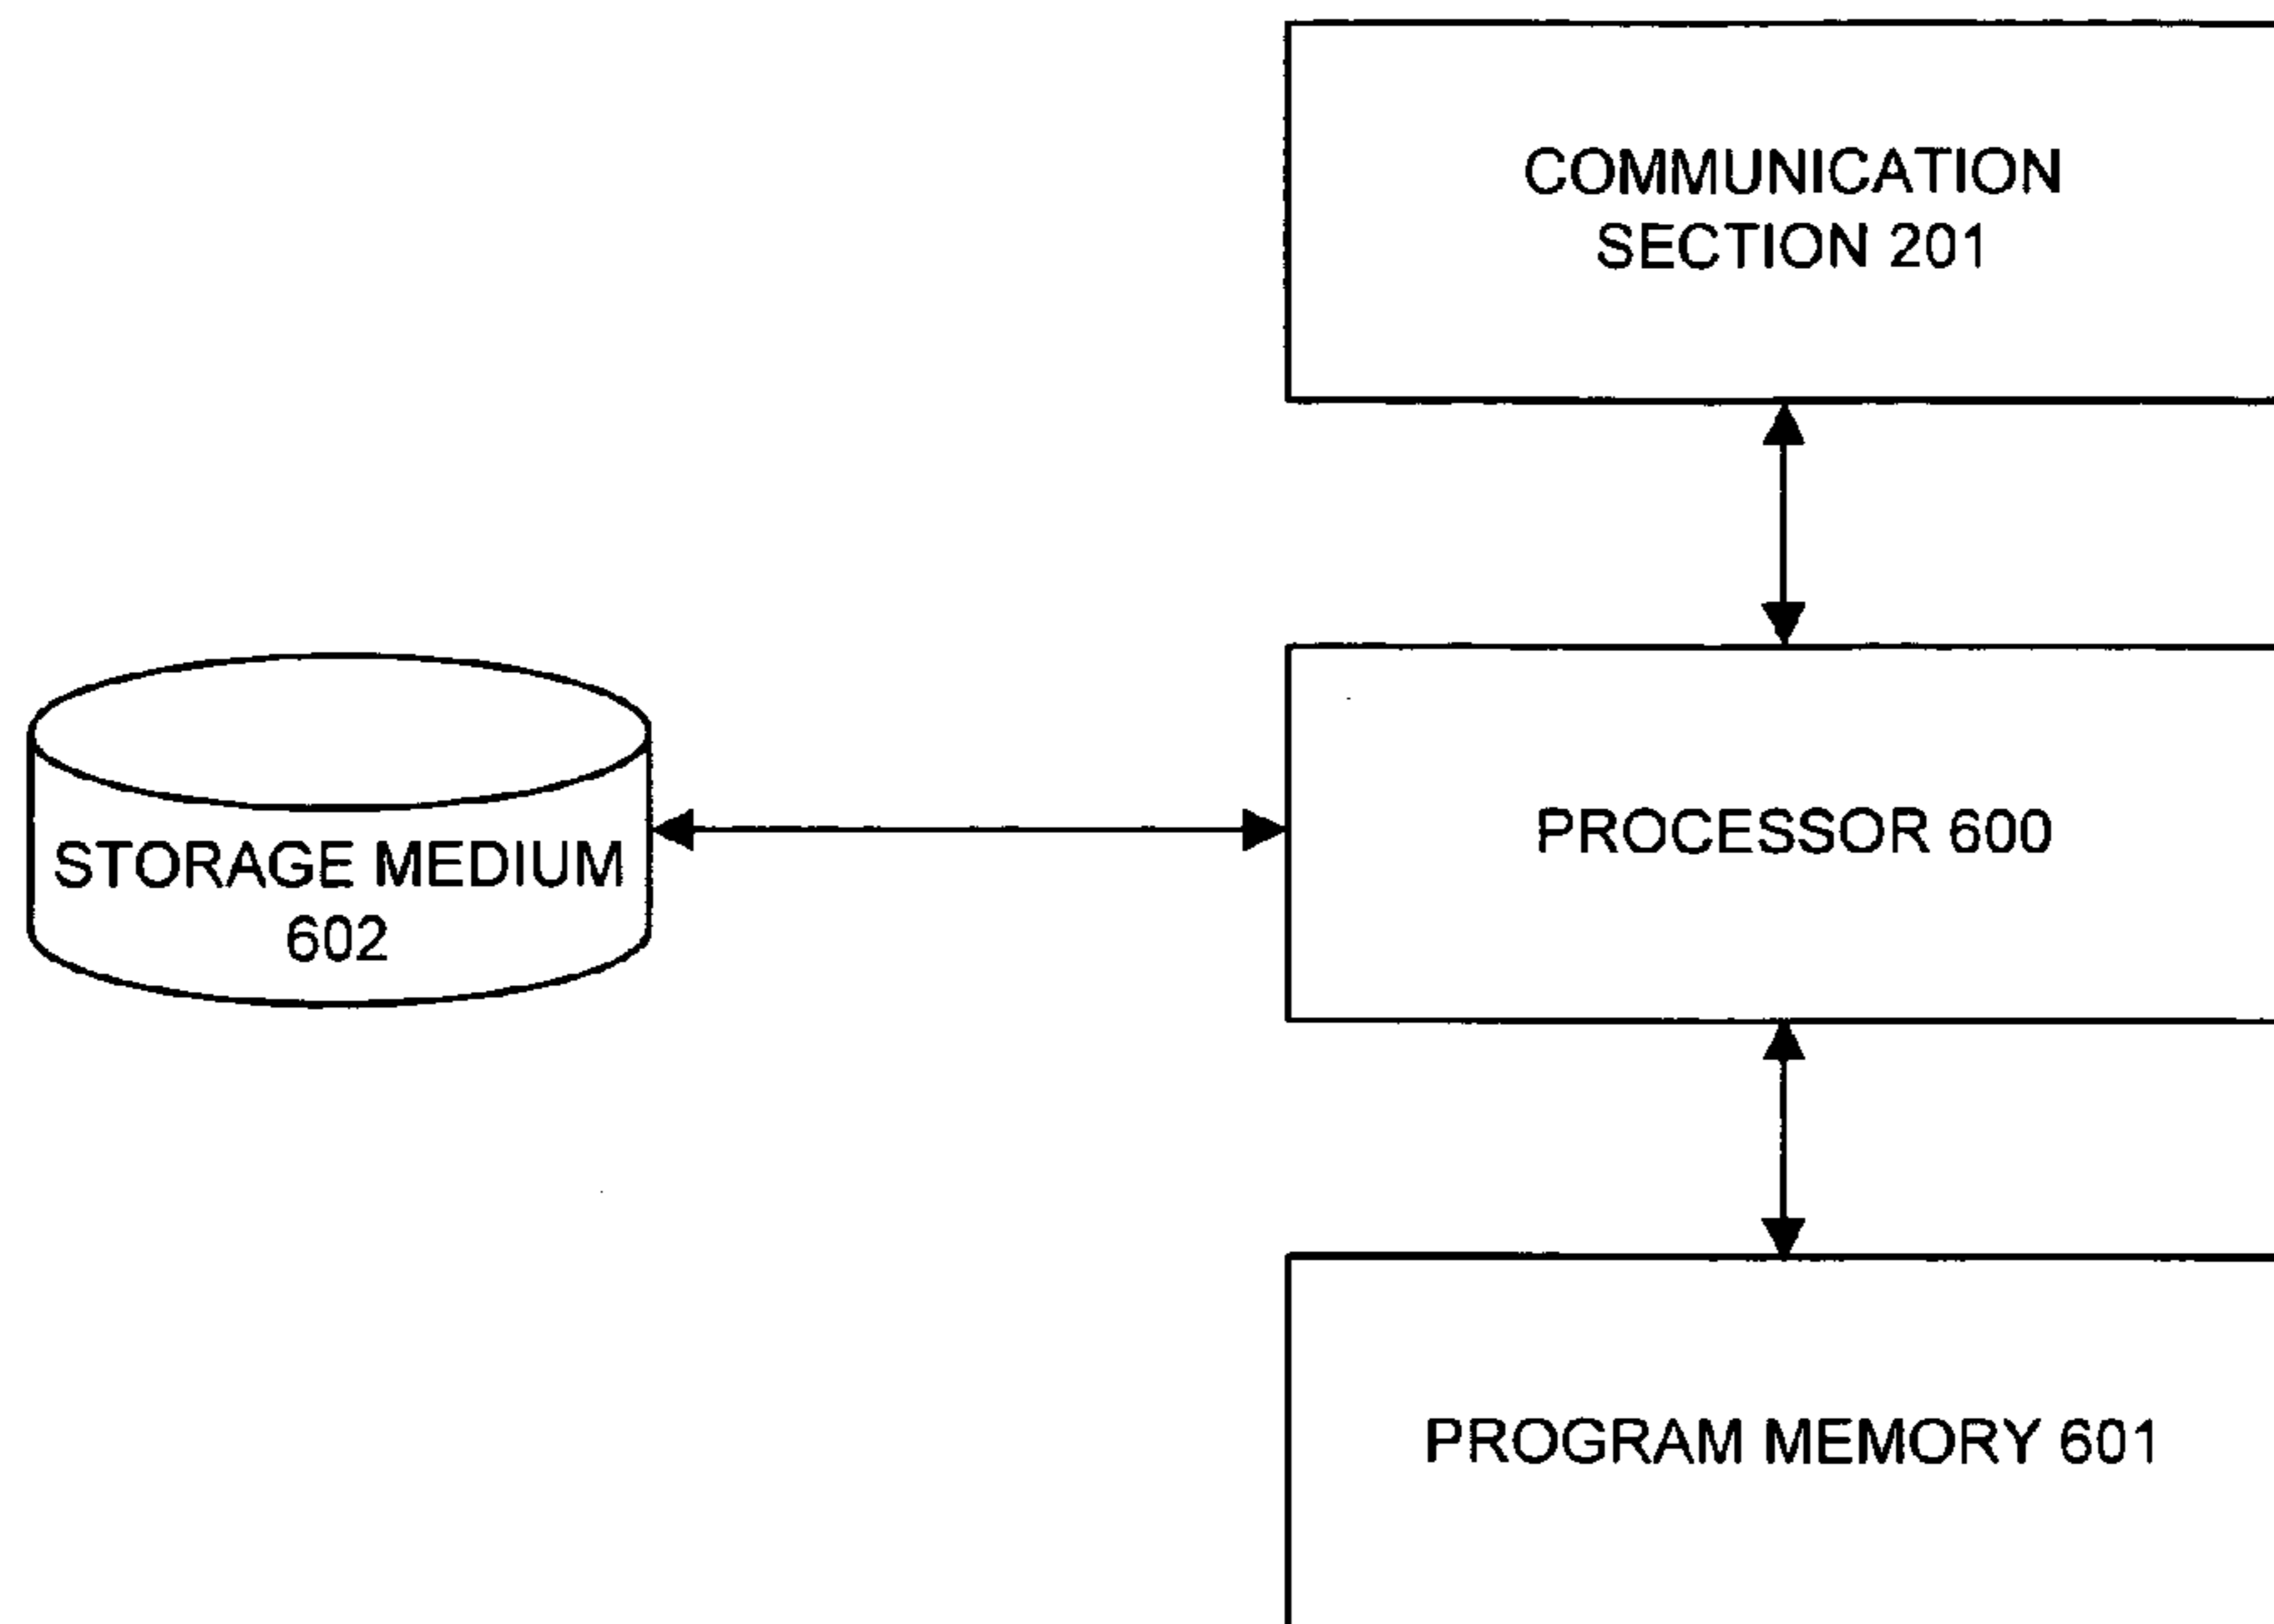 COMMUNICATION
SECTION 201
PROCESSOR 600
STORAGE MEDIUM
602
PROGRAM MEMORY 601